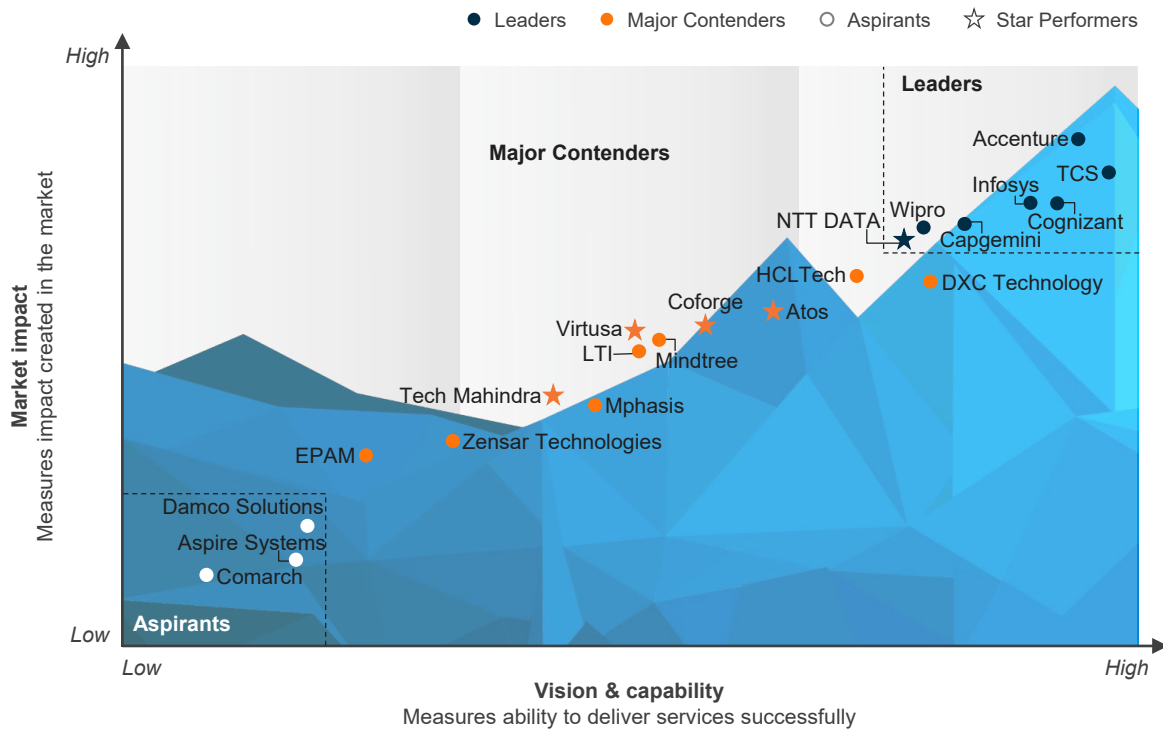 Leaders
Major Contenders
Aspirants
Star Performers
High
Leaders
Accenture
Major Contenders
TCS
Infosys
Wipro
NTT DATA
Cognizant
Capgemini
HCLTech
DXC Technology
Coforge
Atos
Virtusa
LTI
Mindtree
Tech Mahindra
Mphasis
Zensar Technologies
EPAM
Damco Solutions
Aspire Systems
Comarch
Aspirants
Market impact
Measures impact created in the market
Low
Low
High
Vision & capability
Measures ability to deliver services successfully